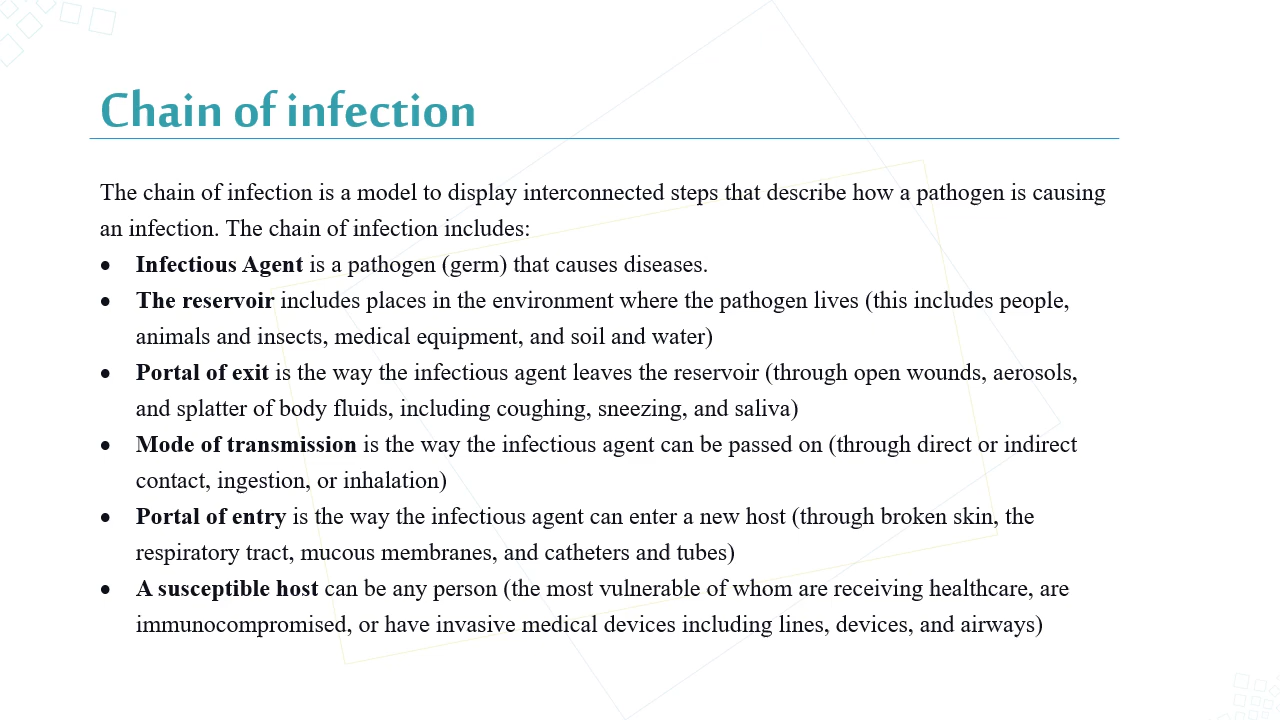 Chain of infection
The chain of infection is a model to display interconnected steps that describe how a pathogen is causing
an infection. The chain of infection includes:
• Infectious Agent is a pathogen (germ) that causes diseases.
• The reservoir includes places in the environment where the pathogen lives (this includes people,
animals and insects, medical equipment, and soil and water)
• Portal of exit is the way the infectious agent leaves the reservoir (through open wounds, aerosols,
and splatter of body fluids, including coughing, sneezing, and saliva)
• Mode of transmission is the way the infectious agent can be passed on (through direct or indirect
contact, ingestion, or inhalation)
• Portal of entry is the way the infectious agent can enter a new host (through broken skin, the
respiratory tract, mucous membranes, and catheters and tubes)
• A susceptible host can be any person (the most vulnerable of whom are receiving healthcare, are
immunocompromised, or have invasive medical devices including lines, devices, and airways)